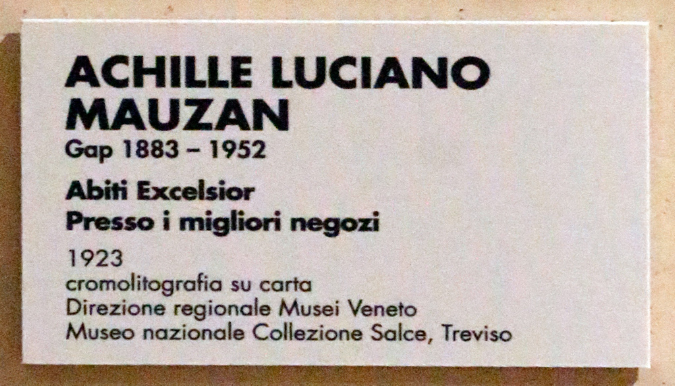 ACHILLE LUCIANO
MAUZAN
Gap 1883 – 1952
Abiti Excelsior
Presso i migliori negozi
1923
cromolitografia su carta
Direzione regionale Musei Veneto
Museo nazionale Collezione Salce, Treviso